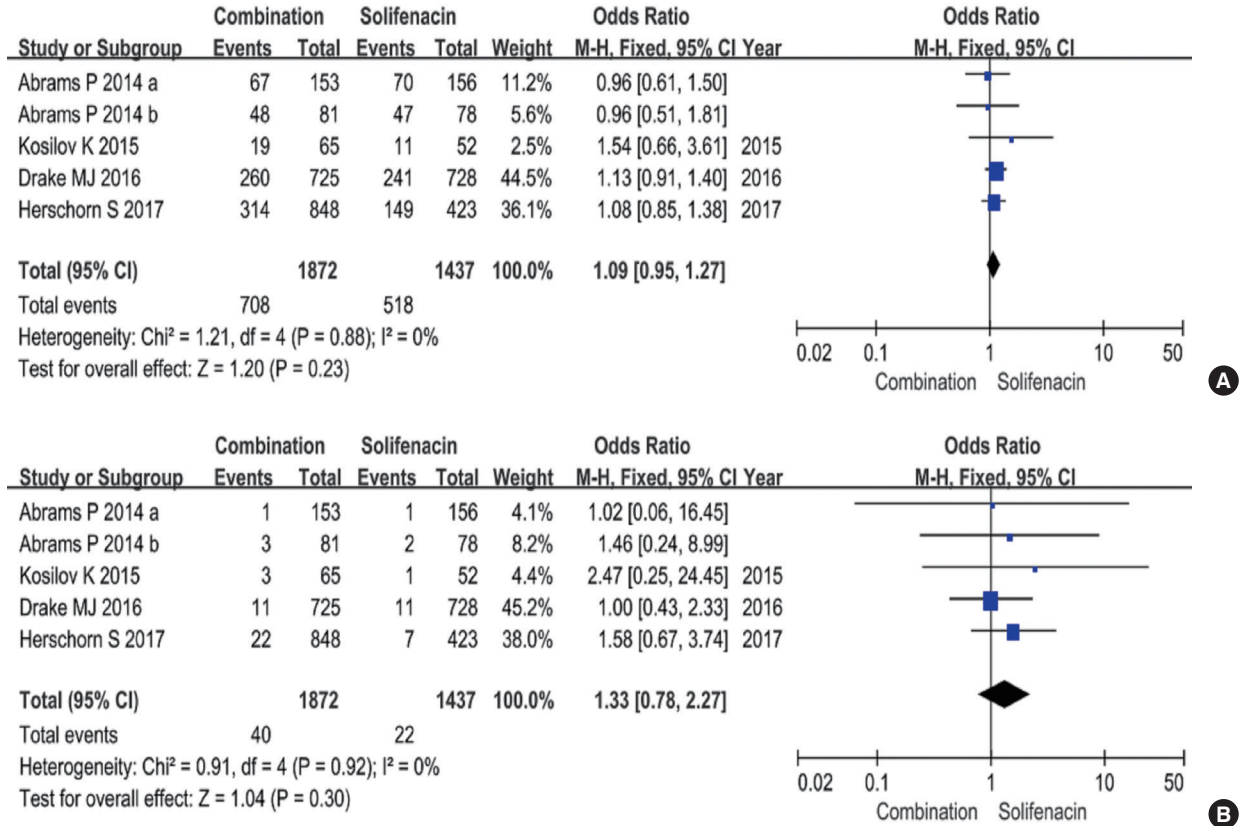 Combination Solifenacin Odds Ratio Odds Ratio
Study or Subgroup Events Total Events Total Weight M-H, Fixed, 95% CI Year M-H, Fixed, 95% CI
Abrams P 2014 a 67 153 70 156 11.2% 0.96 [0.61, 1.50]
Abrams P 2014 b 48 81 47 78 5.6% 0.96 [0.51, 1.81]
Kosilov K 2015 19 65 11 52 2.5% 1.54 [0.66, 3.61] 2015
Drake MJ 2016 260 725 241 728 44.5% 1.13 [0.91, 1.40] 2016
Herschorn S 2017 314 848 149 423 36.1% 1.08 [0.85, 1.38] 2017
Total (95% CI) 1872 1437 100.0% 1.09 [0.95, 1.27]
Total events 708 518
Heterogeneity: Chi² = 1.21, df = 4 (P = 0.88); I² = 0%
Test for overall effect: Z = 1.20 (P = 0.23)
0.02 0.1 1 10 50
Combination Solifenacin
A
Combination Solifenacin Odds Ratio Odds Ratio
Study or Subgroup Events Total Events Total Weight M-H, Fixed, 95% CI Year M-H, Fixed, 95% CI
Abrams P 2014 a 1 153 1 156 4.1% 1.02 [0.06, 16.45]
Abrams P 2014 b 3 81 2 78 8.2% 1.46 [0.24, 8.99]
Kosilov K 2015 3 65 1 52 4.4% 2.47 [0.25, 24.45] 2015
Drake MJ 2016 11 725 11 728 45.2% 1.00 [0.43, 2.33] 2016
Herschorn S 2017 22 848 7 423 38.0% 1.58 [0.67, 3.74] 2017
Total (95% CI) 1872 1437 100.0% 1.33 [0.78, 2.27]
Total events 40 22
Heterogeneity: Chi² = 0.91, df = 4 (P = 0.92); I² = 0%
Test for overall effect: Z = 1.04 (P = 0.30)
0.02 0.1 1 10 50
Combination Solifenacin
B